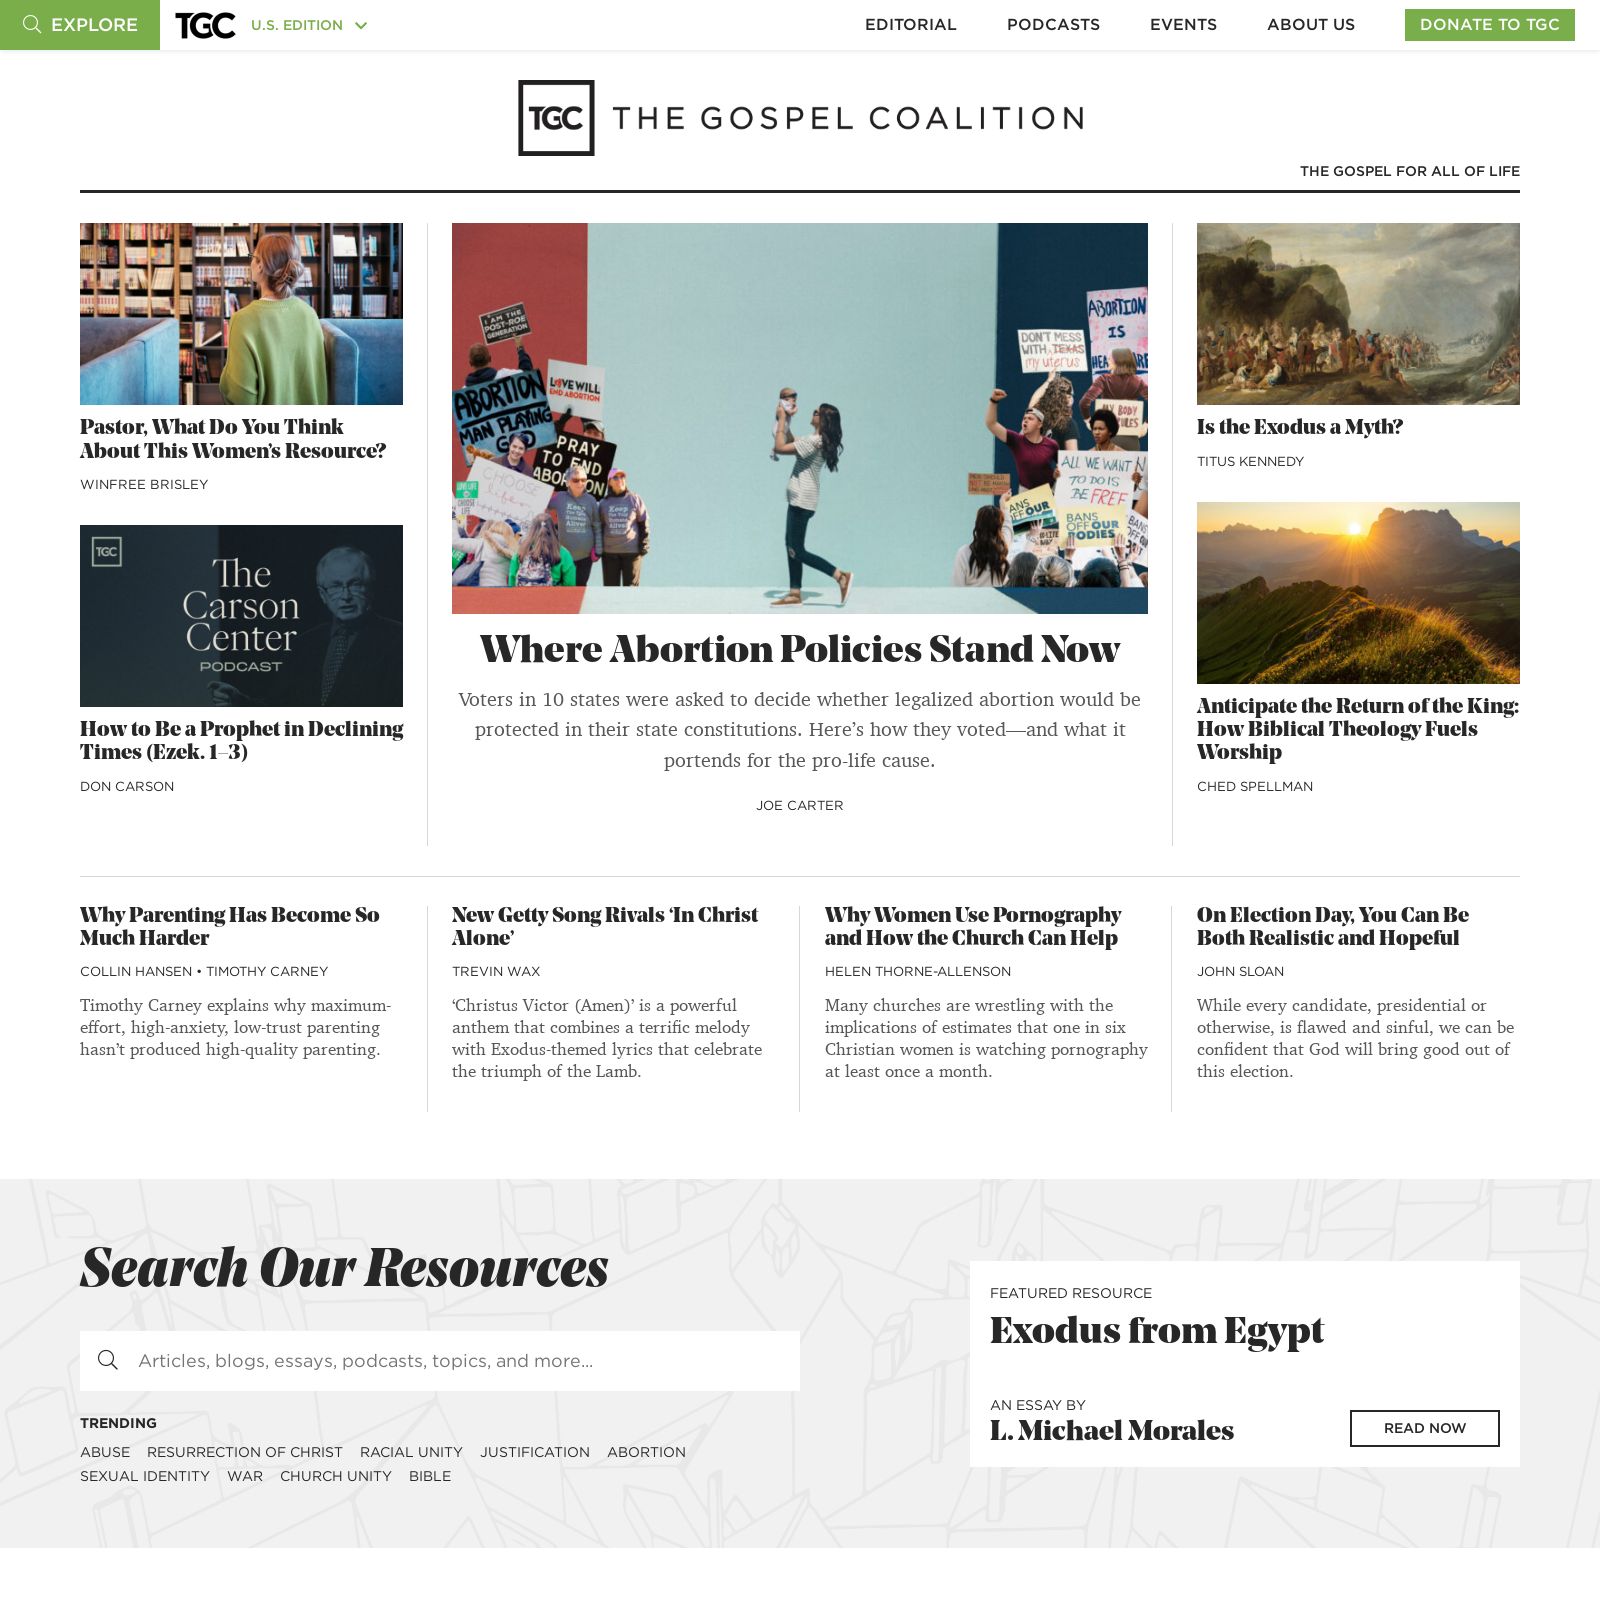 EXPLORE
TGC
U.S. EDITION
EDITORIAL
PODCASTS
EVENTS
ABOUT US
DONATE TO TGC
TGC THE GOSPEL COALITION
THE GOSPEL FOR ALL OF LIFE
Pastor, What Do You Think
About This Women’s Resource?
WINFREE BRISLEY
TGC
The
Carson
Center
PODCAST
How to Be a Prophet in Declining
Times (Ezek. 1–3)
DON CARSON
I AM THE
POST-ROE
GENERATION
LOVE WILL
END ABORTION
ABORTION
MAN PLAYING
GOD
PRAY
TO END
ABORTION
CHOOSE
life
CHOOSE
LIFE
ABORTION
IS
DON'T MESS
WITH TEXAS
my uterus
MY BODY
ALL WE WANT
TO DO IS
BE FREE
BANS
OFF OUR
BANS
OFF OUR
BODIES
BANS
Where Abortion Policies Stand Now
Voters in 10 states were asked to decide whether legalized abortion would be
protected in their state constitutions. Here’s how they voted—and what it
portends for the pro-life cause.
JOE CARTER
Is the Exodus a Myth?
TITUS KENNEDY
Anticipate the Return of the King:
How Biblical Theology Fuels
Worship
CHED SPELLMAN
Why Parenting Has Become So
Much Harder
COLLIN HANSEN • TIMOTHY CARNEY
Timothy Carney explains why maximum-
effort, high-anxiety, low-trust parenting
hasn’t produced high-quality parenting.
New Getty Song Rivals ‘In Christ
Alone’
TREVIN WAX
‘Christus Victor (Amen)’ is a powerful
anthem that combines a terrific melody
with Exodus-themed lyrics that celebrate
the triumph of the Lamb.
Why Women Use Pornography
and How the Church Can Help
HELEN THORNE-ALLENSON
Many churches are wrestling with the
implications of estimates that one in six
Christian women is watching pornography
at least once a month.
On Election Day, You Can Be
Both Realistic and Hopeful
JOHN SLOAN
While every candidate, presidential or
otherwise, is flawed and sinful, we can be
confident that God will bring good out of
this election.
Search Our Resources
Articles, blogs, essays, podcasts, topics, and more...
TRENDING
ABUSE RESURRECTION OF CHRIST RACIAL UNITY JUSTIFICATION ABORTION
SEXUAL IDENTITY WAR CHURCH UNITY BIBLE
FEATURED RESOURCE
Exodus from Egypt
AN ESSAY BY
L. Michael Morales
READ NOW